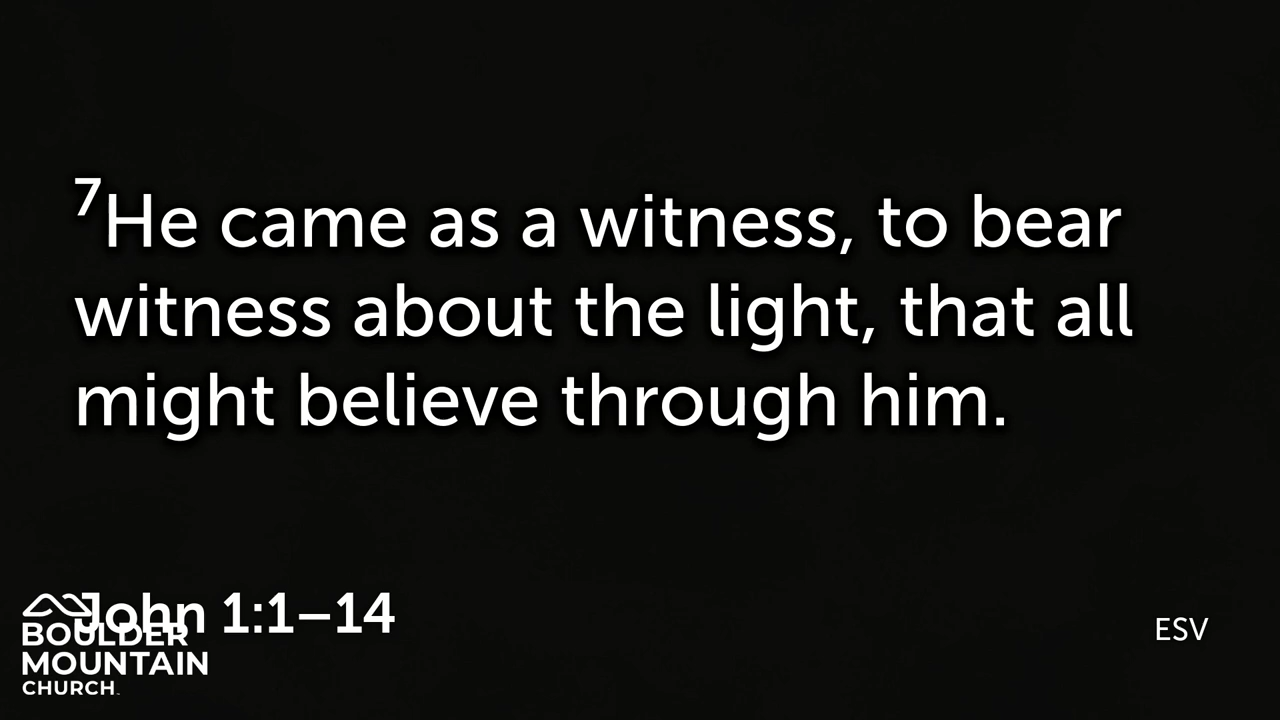 ⁷He came as a witness, to bear
witness about the light, that all
might believe through him.
John 1:1–14
BOULDER
MOUNTAIN
CHURCH
ESV